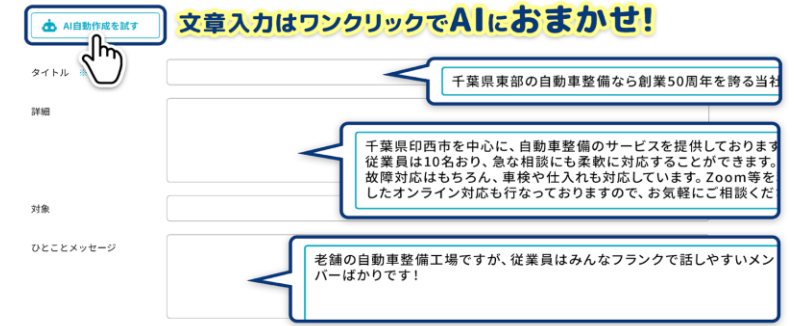 AI自動作成を試す
文章入力はワンクリックでAIにおまかせ!
タイトル ※
千葉県東部の自動車整備なら創業50周年を誇る当社
詳細
千葉県印西市を中心に、自動車整備のサービスを提供しております
従業員は10名おり、急な相談にも柔軟に対応することができます。
故障対応はもちろん、車検や仕入れも対応しています。Zoom等を
したオンライン対応も行なっておりますので、お気軽にご相談くだ
対象
ひとことメッセージ
老舗の自動車整備工場ですが、従業員はみんなフランクで話しやすいメン
バーばかりです!